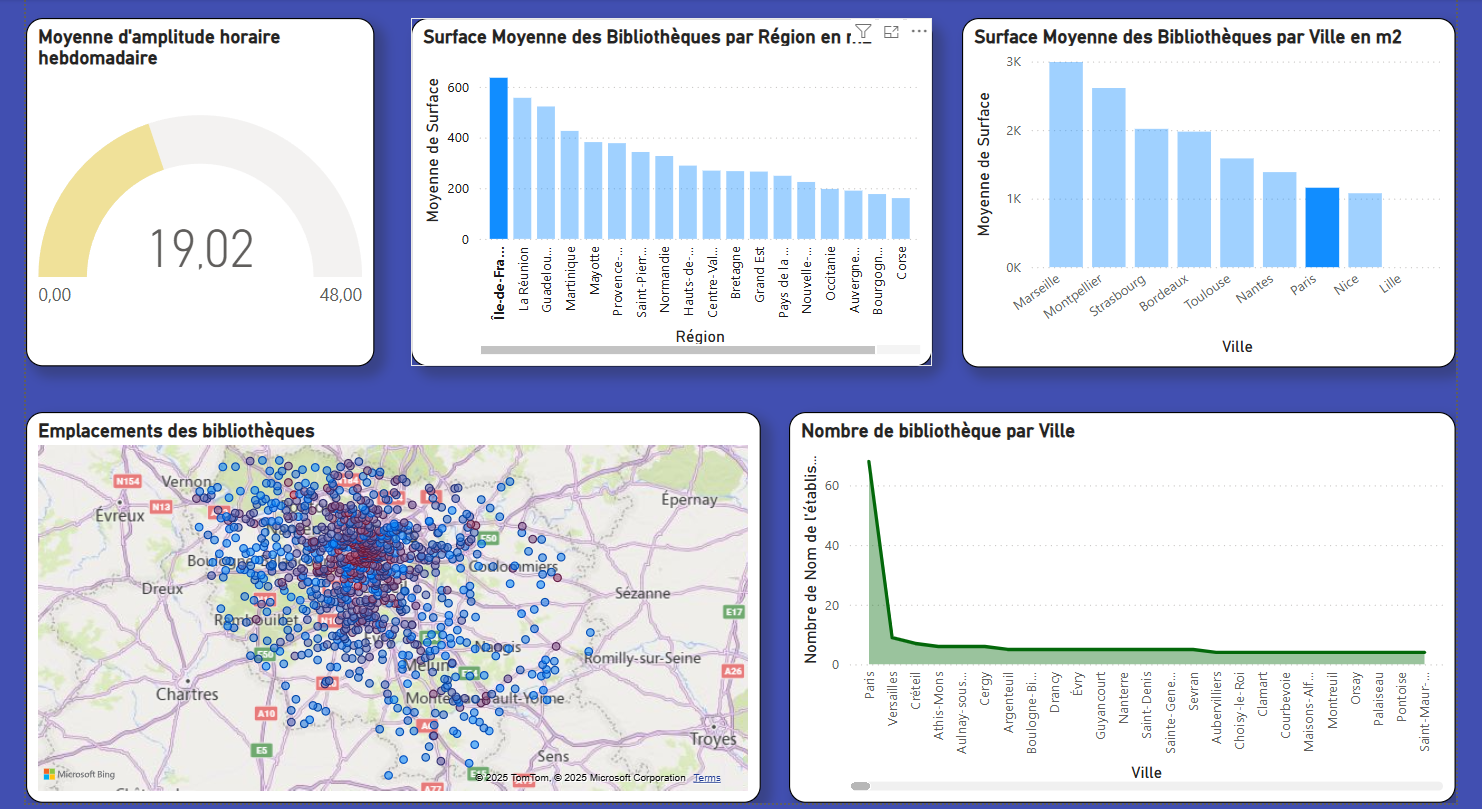 Moyenne d'amplitude horaire
hebdomadaire
19,02
0,00
48,00
Surface Moyenne des Bibliothèques par Région en
Moyenne de Surface
600
400
200
0
Île-de-Fra...
La Réunion
Guadelou...
Martinique
Mayotte
Provence-...
Saint-Pierr...
Normandie
Hauts-de-...
Centre-Val...
Bretagne
Grand Est
Pays de la ...
Nouvelle-...
Occitanie
Auvergne...
Bourgogn...
Corse
Région
Surface Moyenne des Bibliothèques par Ville en m2
Moyenne de Surface
3K
2K
1K
0K
Marseille
Montpellier
Strasbourg
Bordeaux
Toulouse
Nantes
Paris
Nice
Lille
Ville
Emplacements des bibliothèques
N154
Vernon
N13
Évreux
Épernay
E50
Coulommiers
Dreux
Sézanne
Rambouillet
E17
Nangis
Melun
Romilly-sur-Seine
A26
Chartres
A10
E5
Troyes
Sens
A77
Microsoft Bing
© 2025 TomTom, © 2025 Microsoft Corporation Terms
Nombre de bibliothèque par Ville
Nombre de Nom de l'établis...
60
40
20
0
Paris
Versailles
Créteil
Athis-Mons
Aulnay-sous...
Cergy
Argenteuil
Boulogne-Bi...
Drancy
Évry
Guyancourt
Nanterre
Saint-Denis
Sainte-Gene...
Sevran
Aubervilliers
Choisy-le-Roi
Clamart
Courbevoie
Maisons-Alf...
Montreuil
Orsay
Palaiseau
Pontoise
Saint-Maur-...
Ville